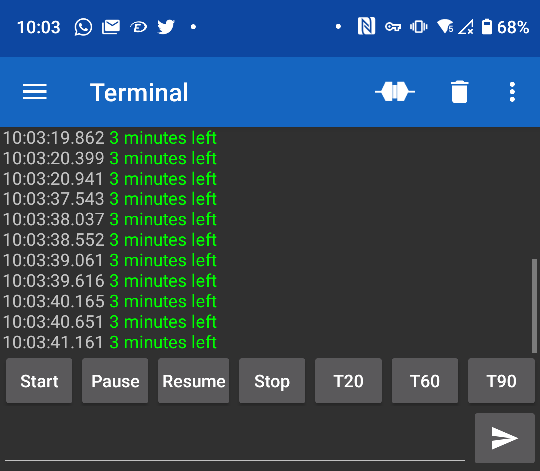 10:03
5
68%
Terminal
10:03:19.862 3 minutes left
10:03:20.399 3 minutes left
10:03:20.941 3 minutes left
10:03:37.543 3 minutes left
10:03:38.037 3 minutes left
10:03:38.552 3 minutes left
10:03:39.061 3 minutes left
10:03:39.616 3 minutes left
10:03:40.165 3 minutes left
10:03:40.651 3 minutes left
10:03:41.161 3 minutes left
Start Pause Resume Stop T20 T60 T90